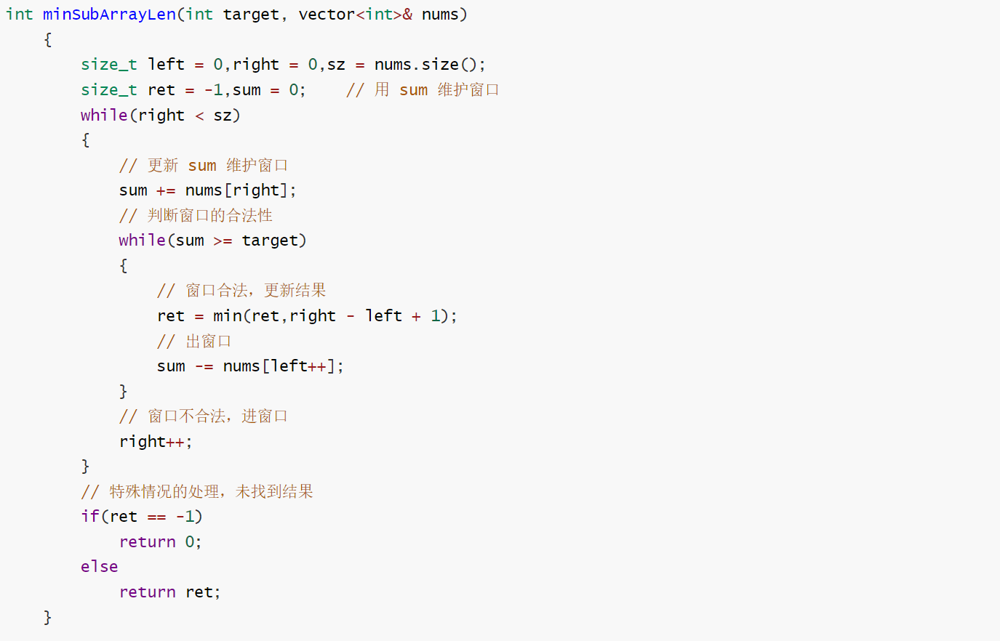 int minSubArrayLen(int target, vector<int>& nums)
{
size_t left = 0,right = 0,sz = nums.size();
size_t ret = -1,sum = 0;    // 用 sum 维护窗口
while(right < sz)
{
// 更新 sum 维护窗口
sum += nums[right];
// 判断窗口的合法性
while(sum >= target)
{
// 窗口合法，更新结果
ret = min(ret,right - left + 1);
// 出窗口
sum -= nums[left++];
}
// 窗口不合法，进窗口
right++;
}
// 特殊情况的处理，未找到结果
if(ret == -1)
return 0;
else
return ret;
}